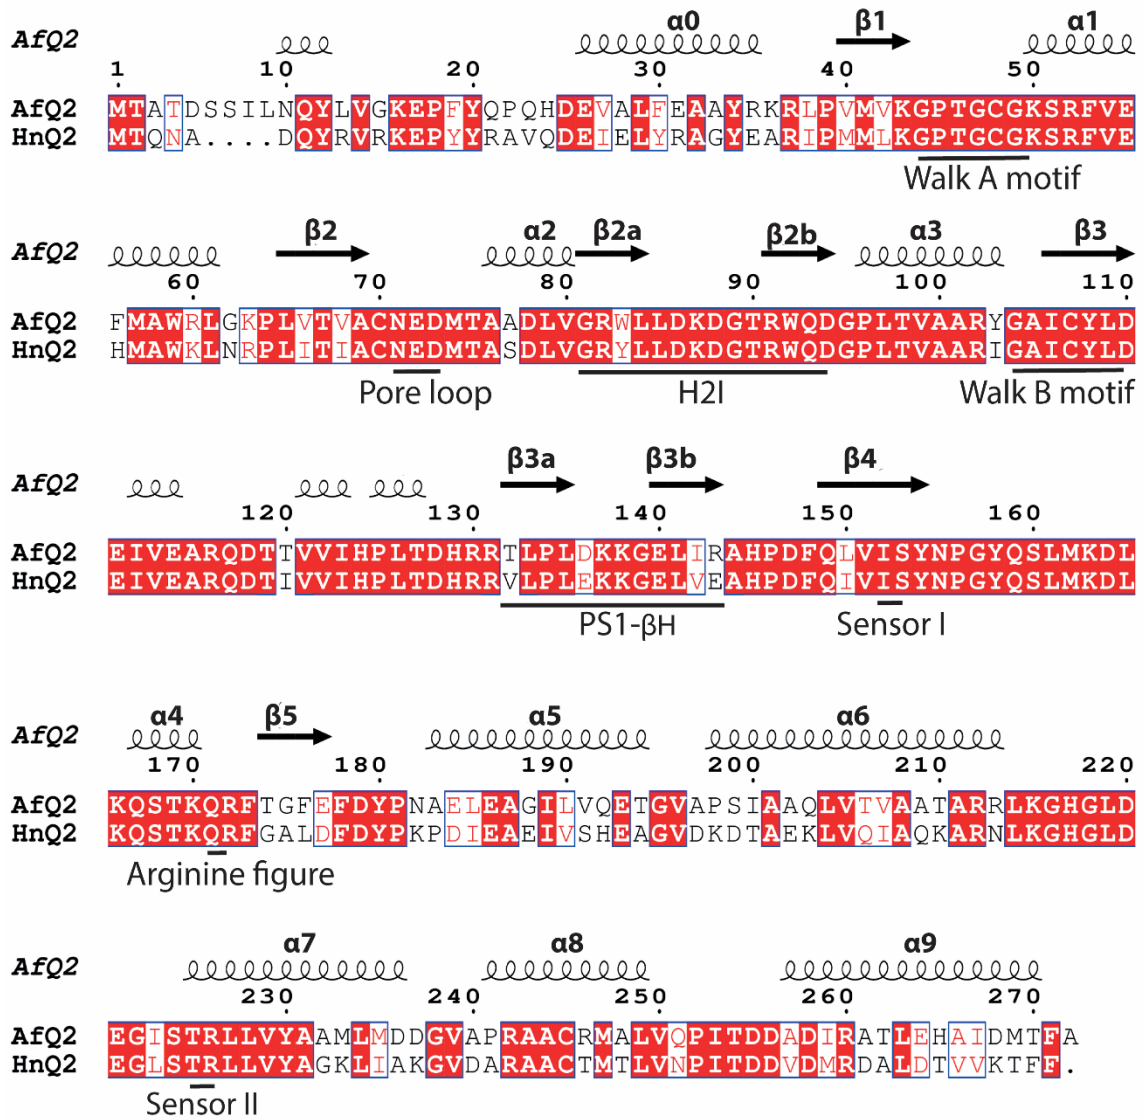 AfQ2 α0 β1 α1
1 10 20 30 40 50
AfQ2 MTATDSSILNQYLVGKEPFYQPQHDEVALFEAAYRKRLPVMVKGPTGCGKSRFVE
HnQ2 MTQNA....DQYRVRKEPYYRAVQDEIELYRAGYEARIPMMLKGPTGCGKSRFVE
Walk A motif
AfQ2 β2 α2 β2a β2b α3 β3
60 70 80 90 100 110
AfQ2 FMAWRLGKPLVTVACNEDMTAADLVGRWLLDKDGTRWQDGPLTVAARYGAICYLD
HnQ2 HMAWKLNRPLITIACNEDMTASDLVGRYLLDKDGTRWQDGPLTVAARIGAICYLD
Pore loop H2I Walk B motif
AfQ2 β3a β3b β4
120 130 140 150 160
AfQ2 EIVEARQDTTVVIHPLTDHRRTLPLDKKGELIRAHPDFQLVISYNPGYQSLMKDL
HnQ2 EIVEARQDTIVVIHPLTDHRRVLPLEKKGELVEAHPDFQIVISYNPGYQSLMKDL
PS1-βH Sensor I
AfQ2 α4 β5 α5 α6
170 180 190 200 210 220
AfQ2 KQSTKQRFTGFEFDYPNAELEAGILVQETGVAPSIAAQLVTVAATARRLKGHGLD
HnQ2 KQSTKQRFGALDFDYPKPDIEAEIVSHEAGVDKDTAEKLVQIAQKARNLKGHGLD
Arginine figure
AfQ2 α7 α8 α9
230 240 250 260 270
AfQ2 EGISTRLLVYAAMLMDDGVAPRAACRMALVQPITDDADIRATLEHAIDMTFA
HnQ2 EGLSTRLLVYAGKLIAKGVDARAACTMTLVNPITDDVDMRDALDTVVKTFF.
Sensor II